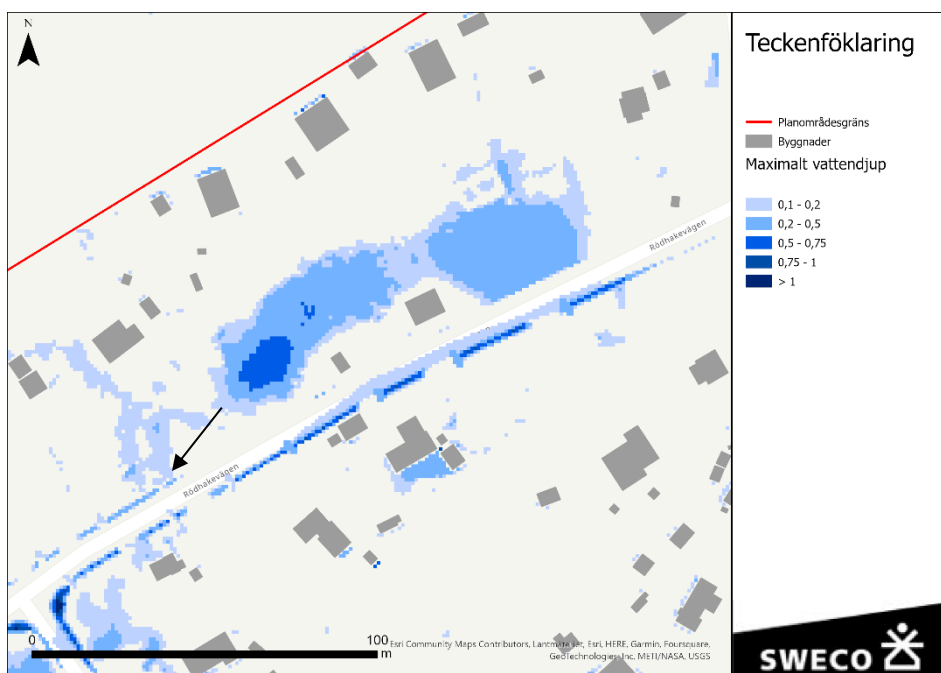 N
Teckenföklaring
Planområdesgräns
Byggnader
Maximalt vattendjup
0,1 - 0,2
0,2 - 0,5
0,5 - 0,75
0,75 - 1
> 1
Rödhakevägen
Rödhakevägen
0
100
m
Esri Community Maps Contributors, Lantmäteriet, Esri, HERE, Garmin, Foursquare,
GeoTechnologies, Inc, METI/NASA, USGS
SWECO